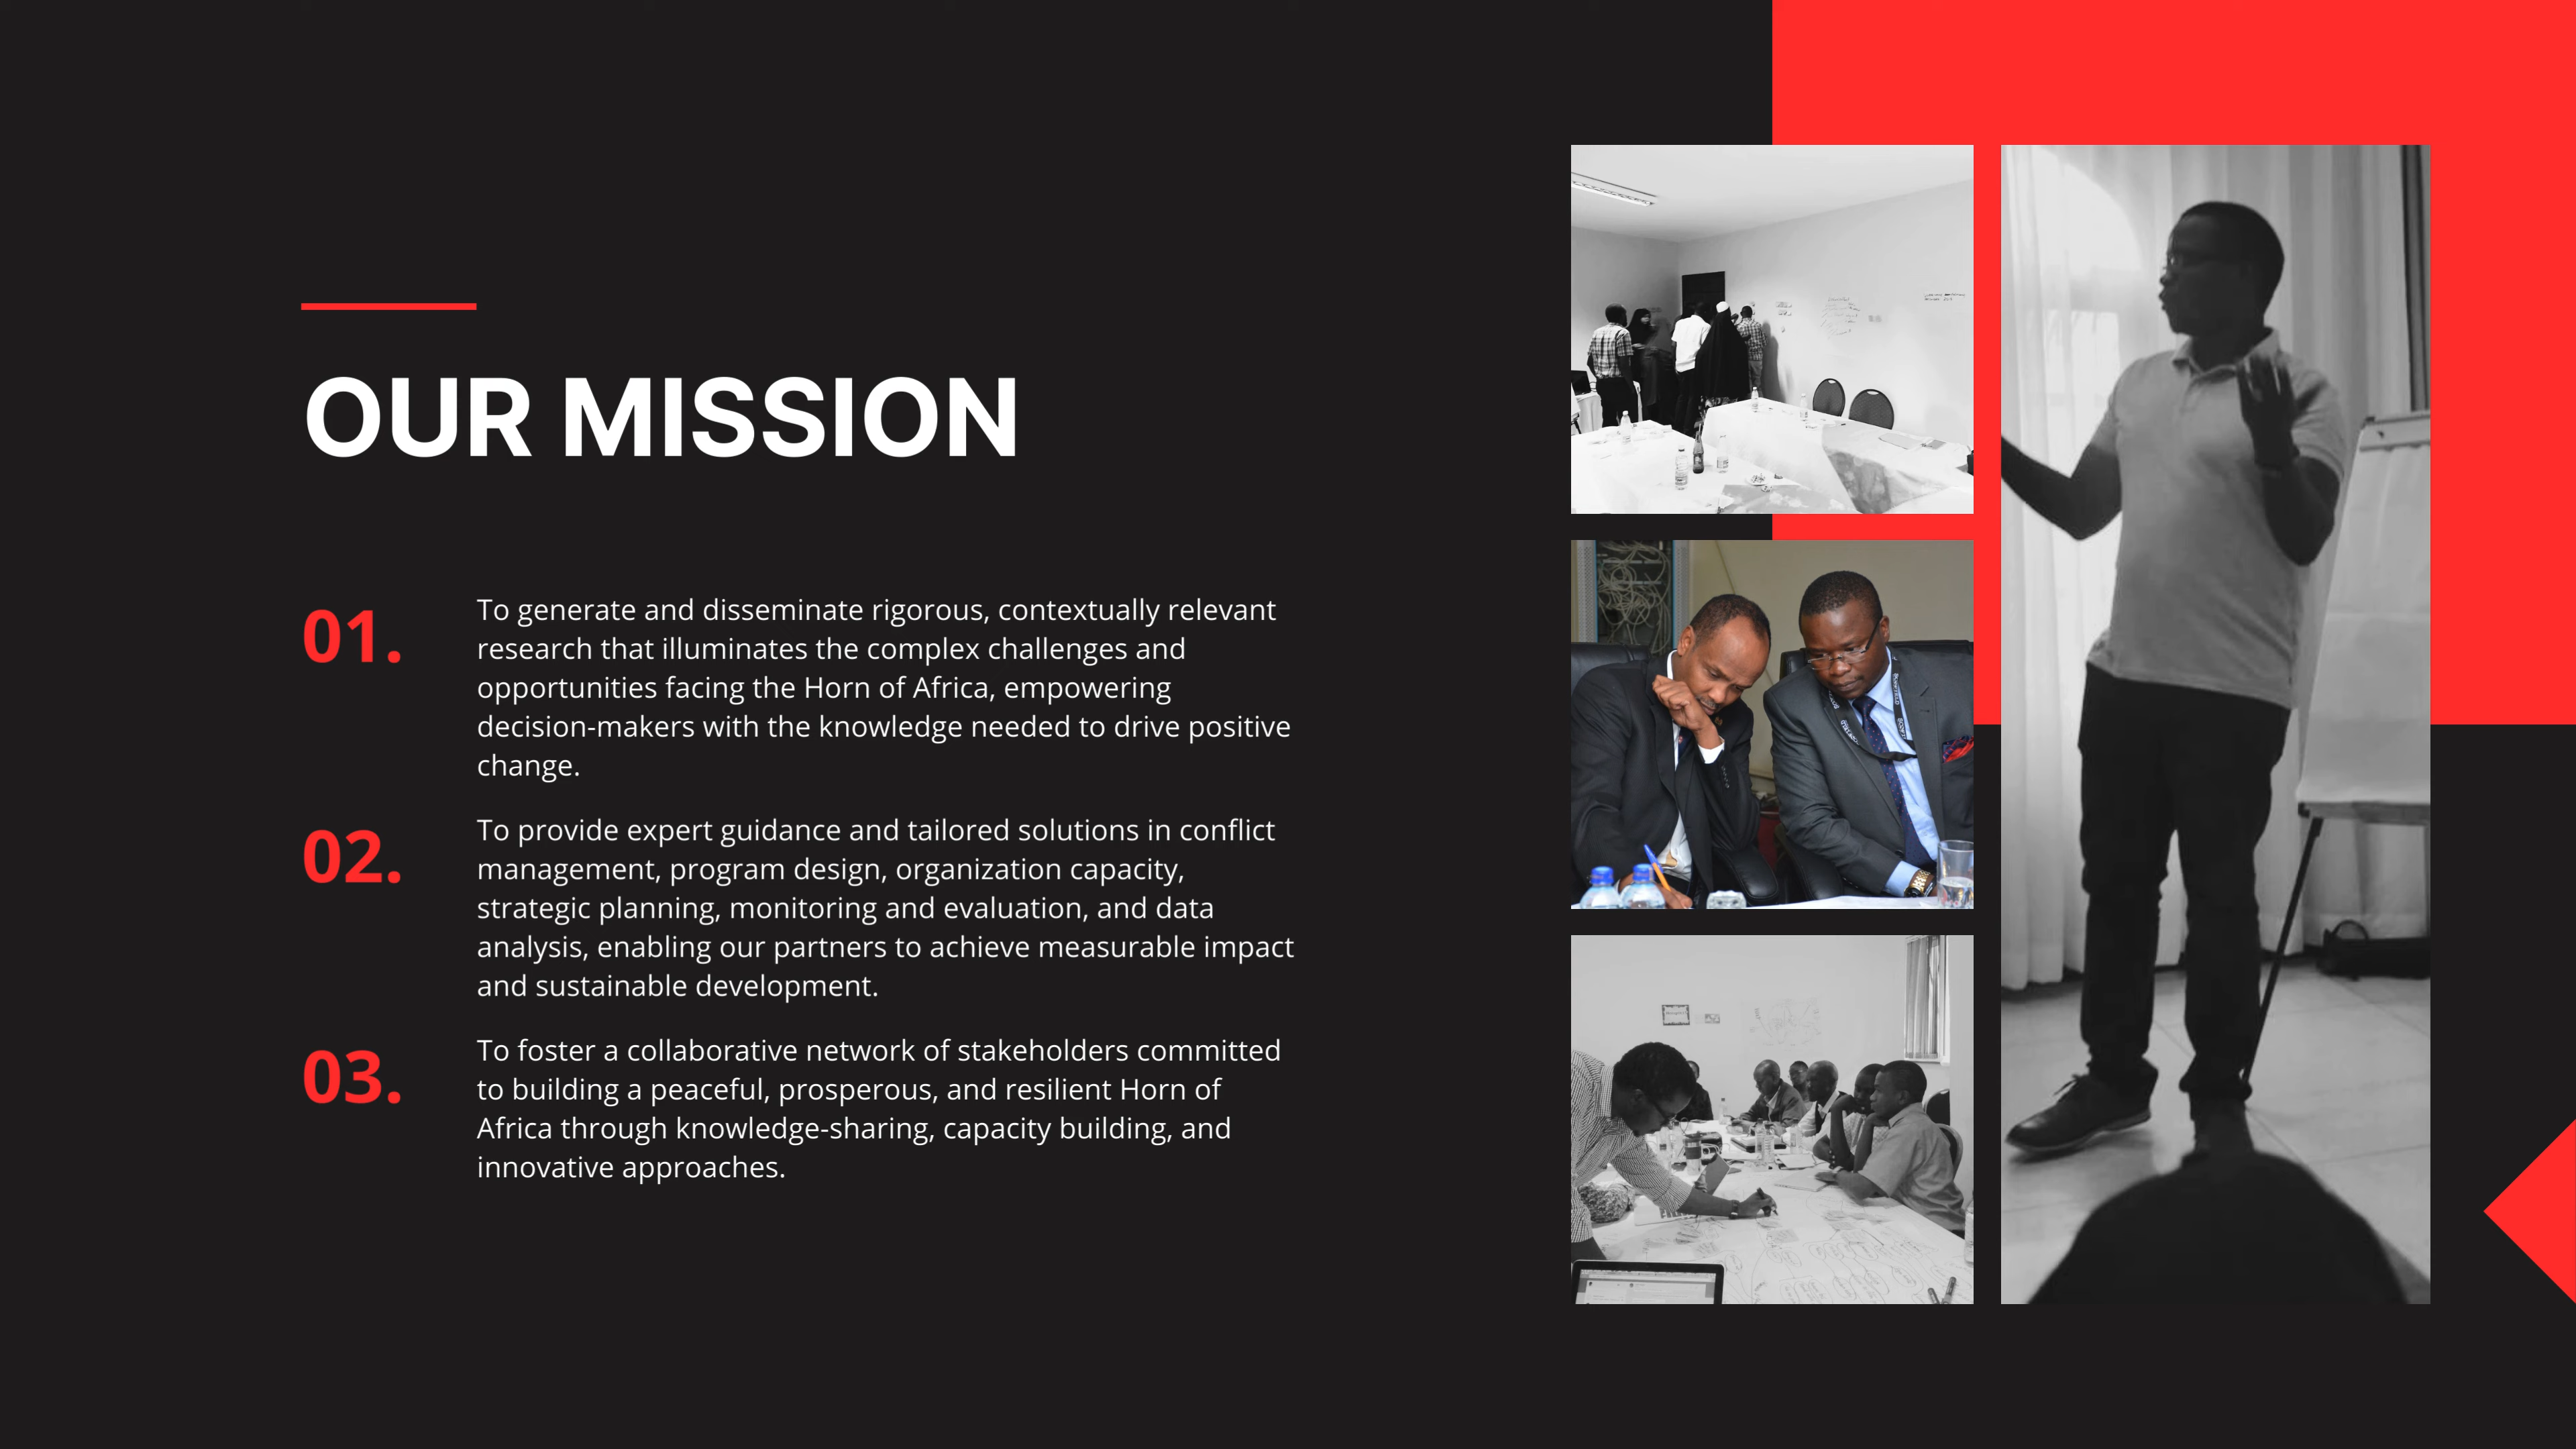 OUR MISSION
01.
To generate and disseminate rigorous, contextually relevant
research that illuminates the complex challenges and
opportunities facing the Horn of Africa, empowering
decision-makers with the knowledge needed to drive positive
change.
02.
To provide expert guidance and tailored solutions in conflict
management, program design, organization capacity,
strategic planning, monitoring and evaluation, and data
analysis, enabling our partners to achieve measurable impact
and sustainable development.
03.
To foster a collaborative network of stakeholders committed
to building a peaceful, prosperous, and resilient Horn of
Africa through knowledge-sharing, capacity building, and
innovative approaches.